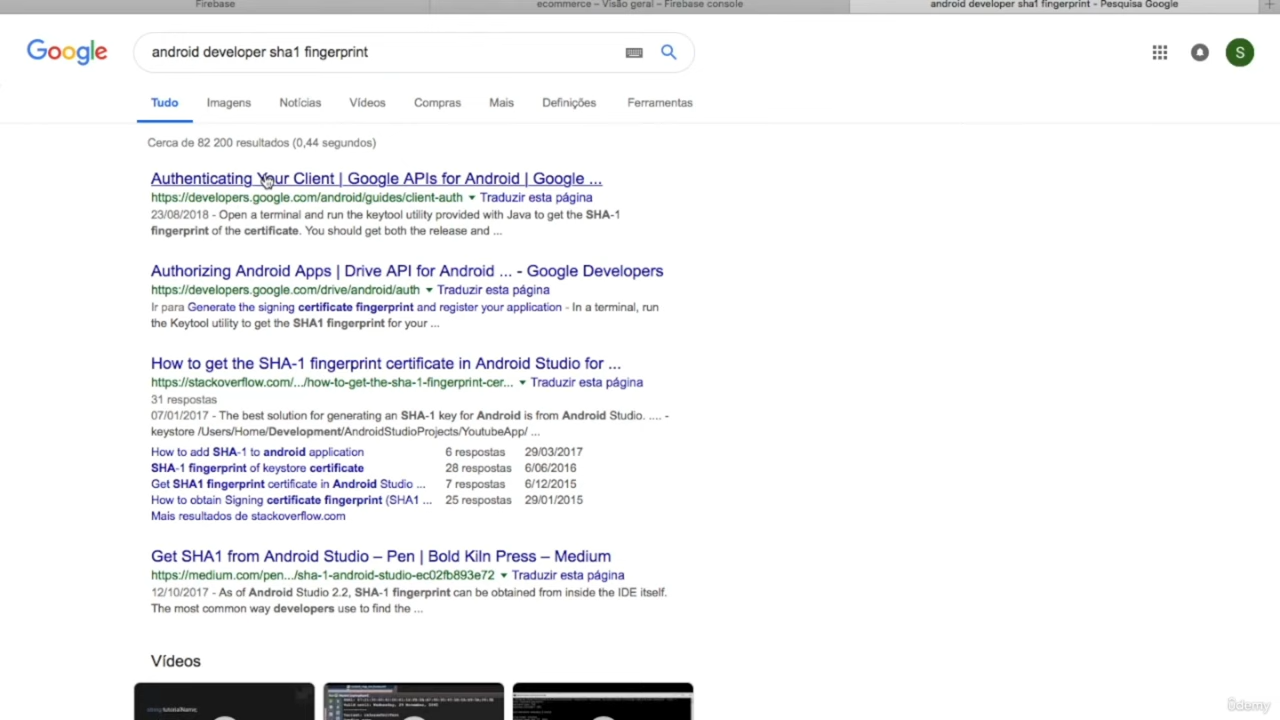 Firebase
ecommerce – Visão geral – Firebase console
android developer sha1 fingerprint - Pesquisa Google
Google
android developer sha1 fingerprint
S
Tudo
Imagens
Notícias
Vídeos
Compras
Mais
Definições
Ferramentas
Cerca de 82 200 resultados (0,44 segundos)
Authenticating Your Client | Google APIs for Android | Google ...
https://developers.google.com/android/guides/client-auth ▼ Traduzir esta página
23/08/2018 - Open a terminal and run the keytool utility provided with Java to get the SHA-1
fingerprint of the certificate. You should get both the release and ...
Authorizing Android Apps | Drive API for Android ... - Google Developers
https://developers.google.com/drive/android/auth ▼ Traduzir esta página
Ir para Generate the signing certificate fingerprint and register your application - In a terminal, run
the Keytool utility to get the SHA1 fingerprint for your ...
How to get the SHA-1 fingerprint certificate in Android Studio for ...
https://stackoverflow.com/.../how-to-get-the-sha-1-fingerprint-cer... ▼ Traduzir esta página
31 respostas
07/01/2017 - The best solution for generating an SHA-1 key for Android is from Android Studio. .... -
keystore /Users/Home/Development/AndroidStudioProjects/YoutubeApp/ ...
How to add SHA-1 to android application 6 respostas 29/03/2017
SHA-1 fingerprint of keystore certificate 28 respostas 6/06/2016
Get SHA1 fingerprint certificate in Android Studio ... 7 respostas 6/12/2015
How to obtain Signing certificate fingerprint (SHA1 ... 25 respostas 29/01/2015
Mais resultados de stackoverflow.com
Get SHA1 from Android Studio – Pen | Bold Kiln Press – Medium
https://medium.com/pen.../sha-1-android-studio-ec02fb893e72 ▼ Traduzir esta página
12/10/2017 - As of Android Studio 2.2, SHA-1 fingerprint can be obtained from inside the IDE itself.
The most common way developers use to find the ...
Vídeos
ûdemy